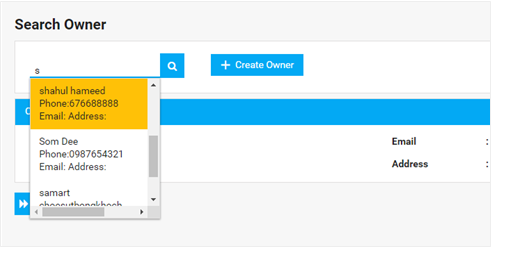 Search Owner
s
Create Owner
shahul hameed
Phone:676688888
Email: Address:
Som Dee
Phone:0987654321
Email: Address:
samart
Email :
Address :